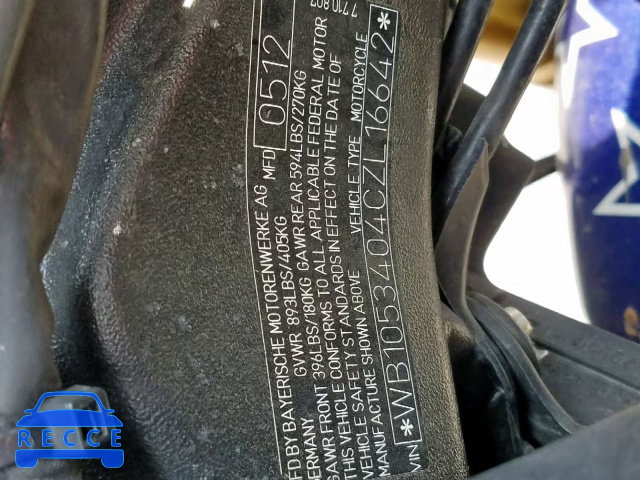 FD BY BAYERISCHE MOTORENWERKE AG MFD 0512
ERMANY GVWR 893LBS/405KG
GAWR FRONT 396LBS/180KG GAWR REAR 594LBS/270KG
THIS VEHICLE CONFORMS TO ALL APPLICABLE FEDERAL MOTOR
VEHICLE SAFETY STANDARDS IN EFFECT ON THE DATE OF
MANUFACTURE SHOWN ABOVE VEHICLE TYPE MOTORCYCLE
VIN *WB1053404CZL16642*
RECCE